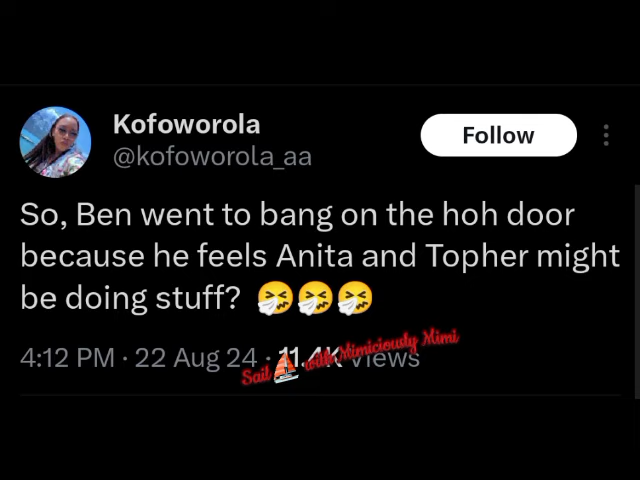 Kofoworola
@kofoworola_aa
Follow
So, Ben went to bang on the hoh door
because he feels Anita and Topher might
be doing stuff? 🤧🤧🤧
4:12 PM · 22 Aug 24 · 11.4K Views
Sail ⛵ with Mimiciously Mimi